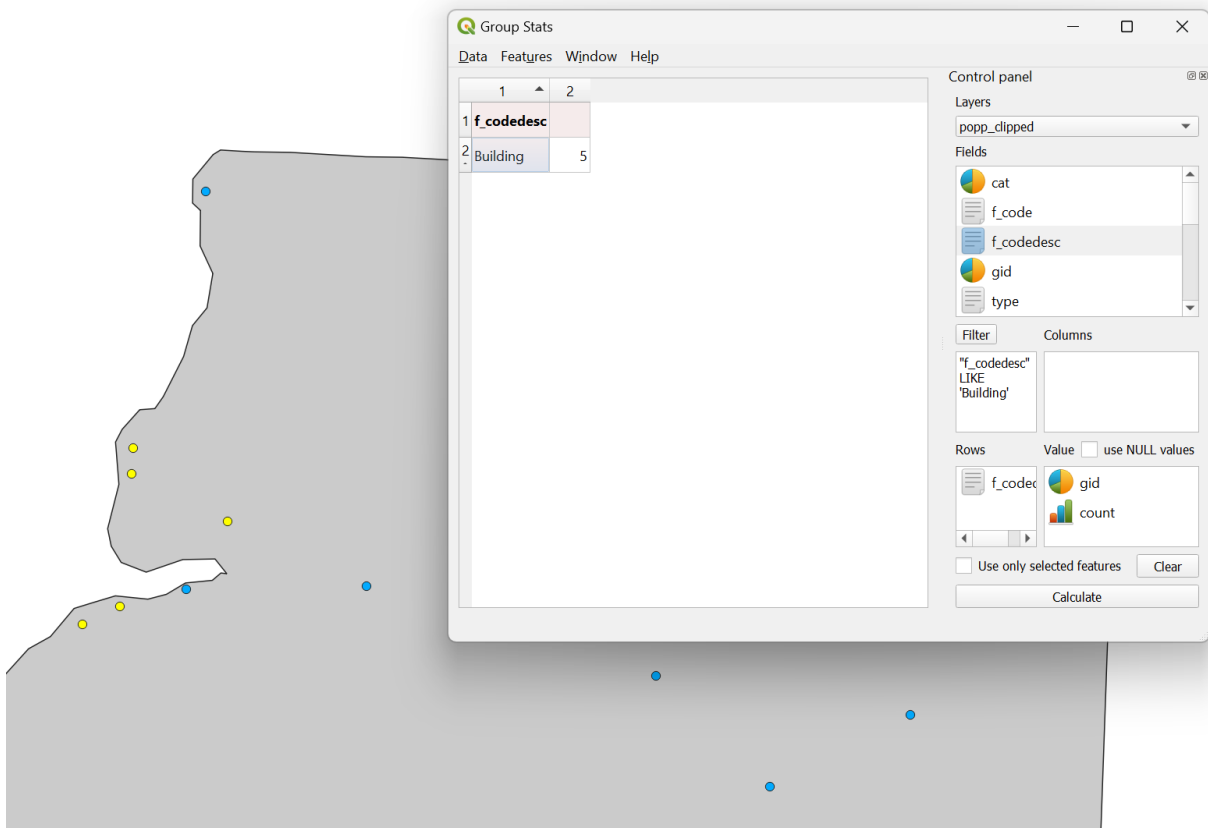 Group Stats
Data Features Window Help
1 2
1 f_codedesc
2 Building 5
Control panel
Layers
popp_clipped
Fields
cat
f_code
f_codedesc
gid
type
Filter Columns
"f_codedesc"
LIKE
'Building'
Rows Value use NULL values
f_codec gid
count
Use only selected features Clear
Calculate